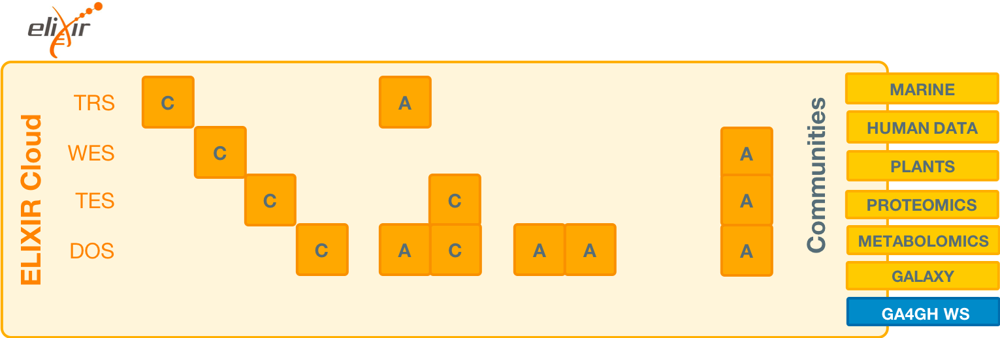 elixir
ELIXIR Cloud
TRS C A
WES C A
TES C C A
DOS C A C A A A
Communities
MARINE
HUMAN DATA
PLANTS
PROTEOMICS
METABOLOMICS
GALAXY
GA4GH WS